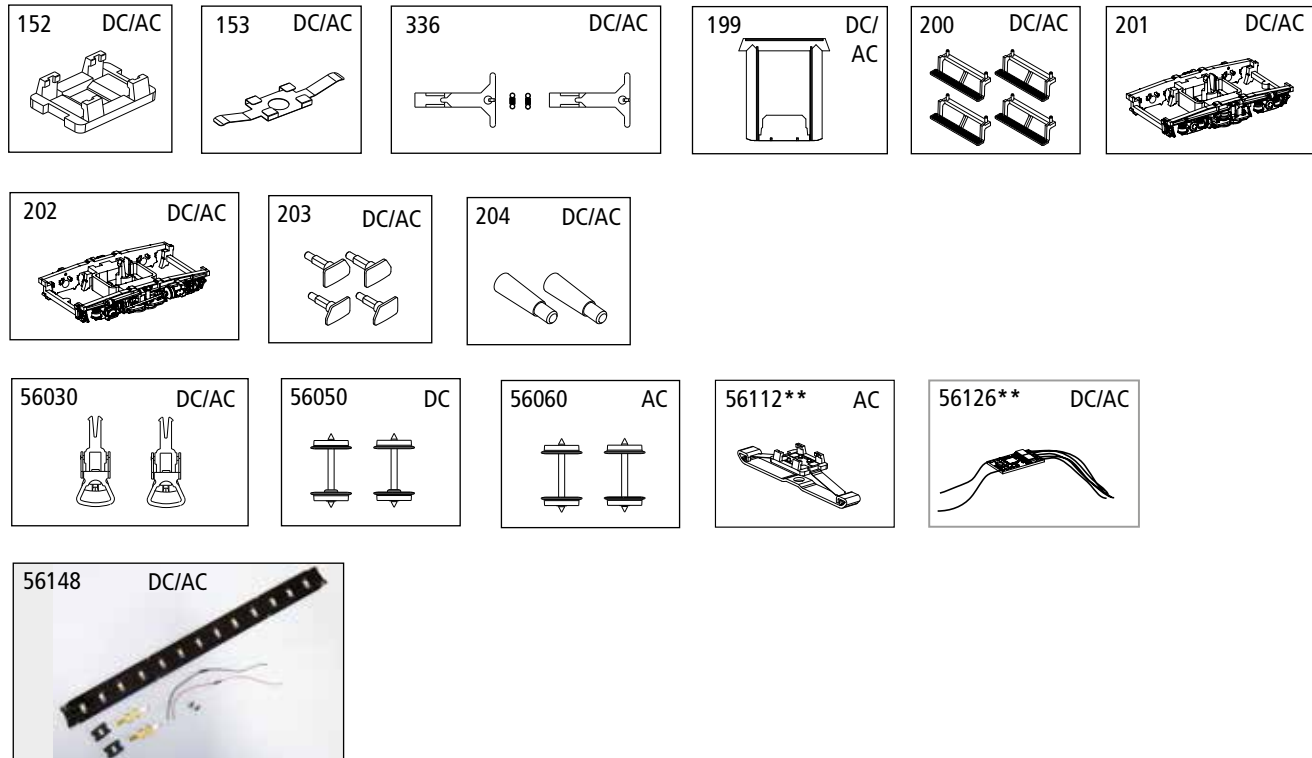 152 DC/AC
153 DC/AC
336 DC/AC
199 DC/
AC
200 DC/AC
201 DC/AC
202 DC/AC
203 DC/AC
204 DC/AC
56030 DC/AC
56050 DC
56060 AC
56112** AC
56126** DC/AC
56148 DC/AC